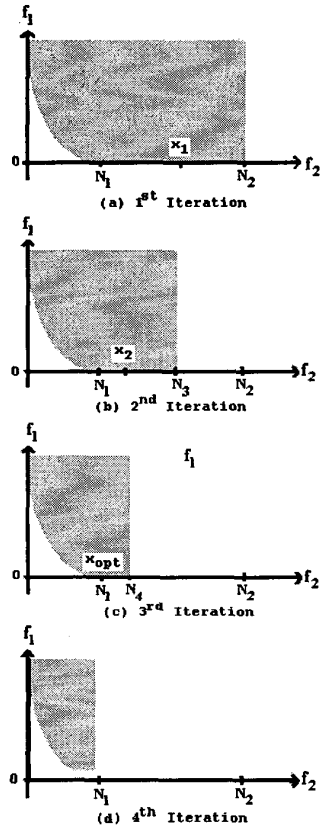 f1
x1
0
N1 N2 f2
(a) 1st Iteration
f1
x2
0
N1 N3 N2 f2
(b) 2nd Iteration
f1
f1
xopt
0
N1 N4 N2 f2
(c) 3rd Iteration
f1
0
N1 N2 f2
(d) 4th Iteration